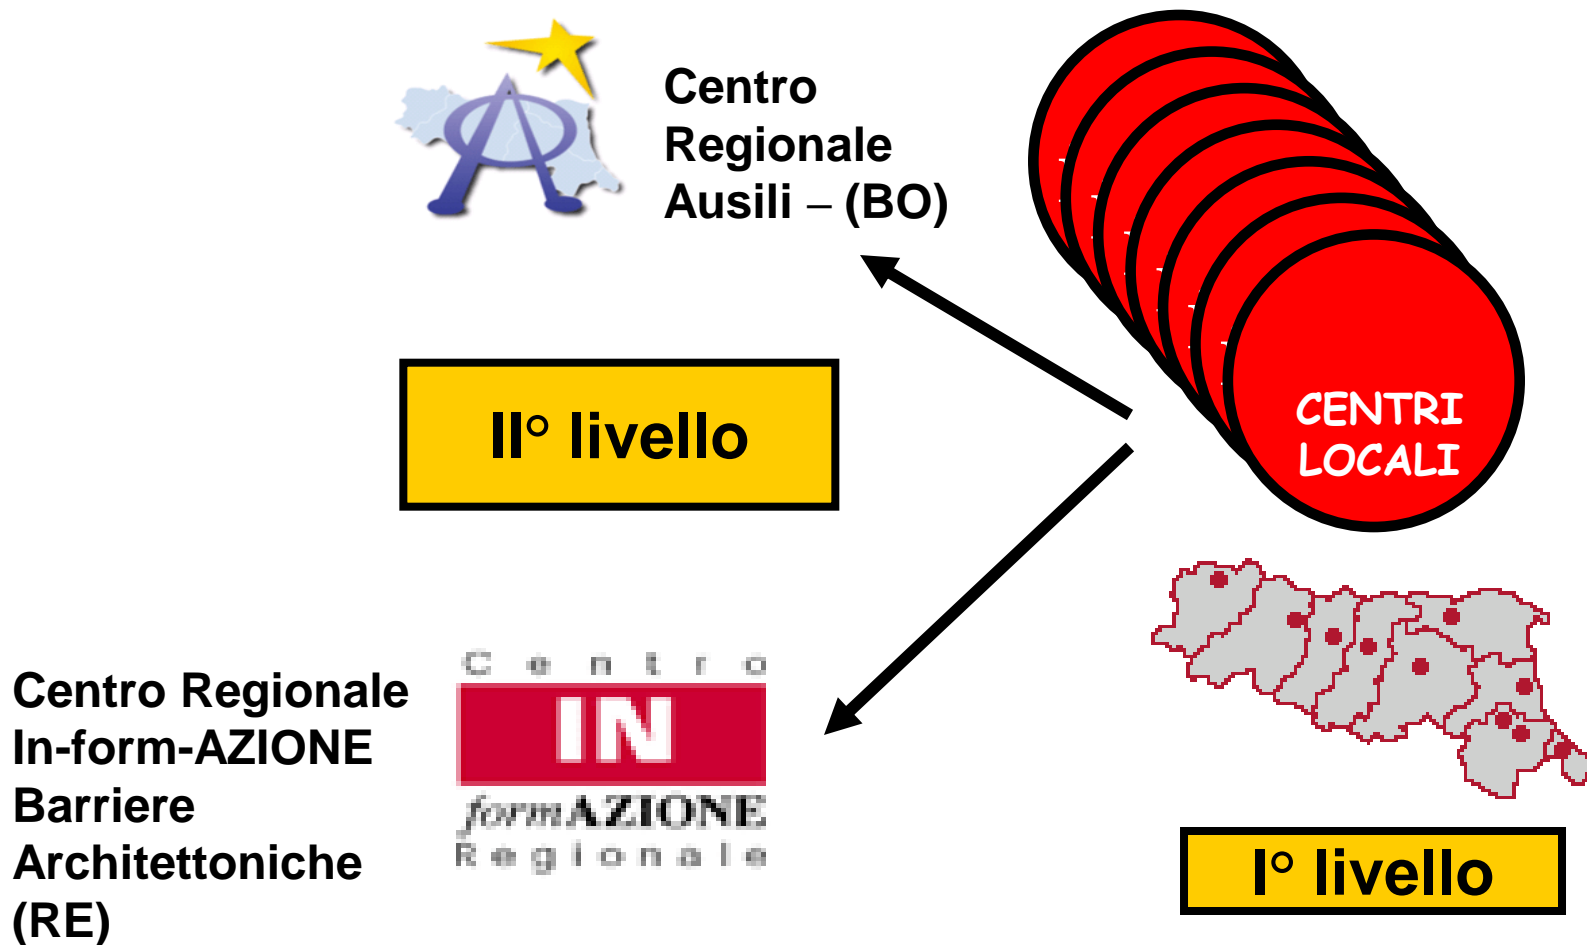 Centro
Regionale
Ausili – (BO)
CENTRI
LOCALI
II° livello
Centro Regionale
In-form-AZIONE
Barriere
Architettoniche
(RE)
Centro
IN
formAZIONE
Regionale
I° livello